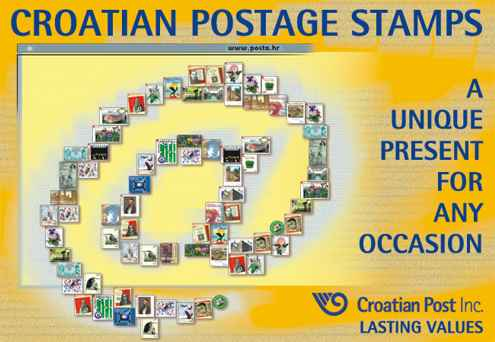 CROATIAN POSTAGE STAMPS
www.posta.hr
A
UNIQUE
PRESENT
FOR
ANY
OCCASION
Croatian Post Inc.
LASTING VALUES